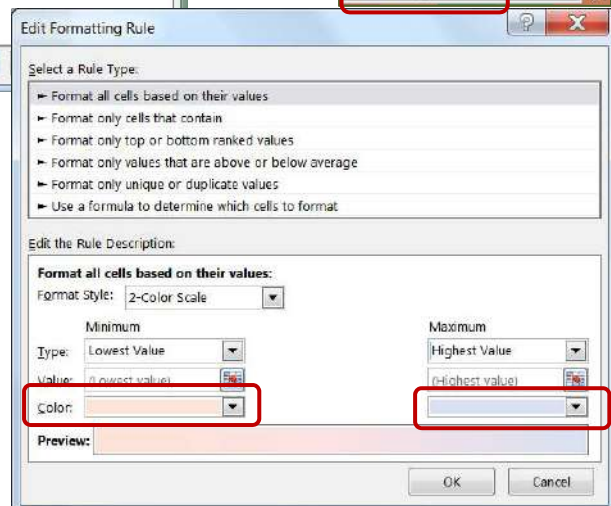 Edit Formatting Rule
?
X
Select a Rule Type:
► Format all cells based on their values
► Format only cells that contain
► Format only top or bottom ranked values
► Format only values that are above or below average
► Format only unique or duplicate values
► Use a formula to determine which cells to format
Edit the Rule Description:
Format all cells based on their values:
Format Style: 2-Color Scale
Minimum Maximum
Type: Lowest Value Highest Value
Value: (Lowest value) (Highest value)
Color:
Preview:
OK Cancel